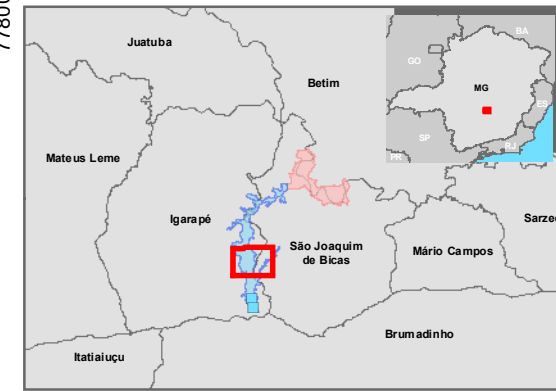 77800
Juatuba
BA
GO
Betim
MG
ES
Mateus Leme
SP
RJ
PR
Igarapé
Sarze
São Joaquim
de Bicas
Mário Campos
Brumadinho
Itatiaiuçu